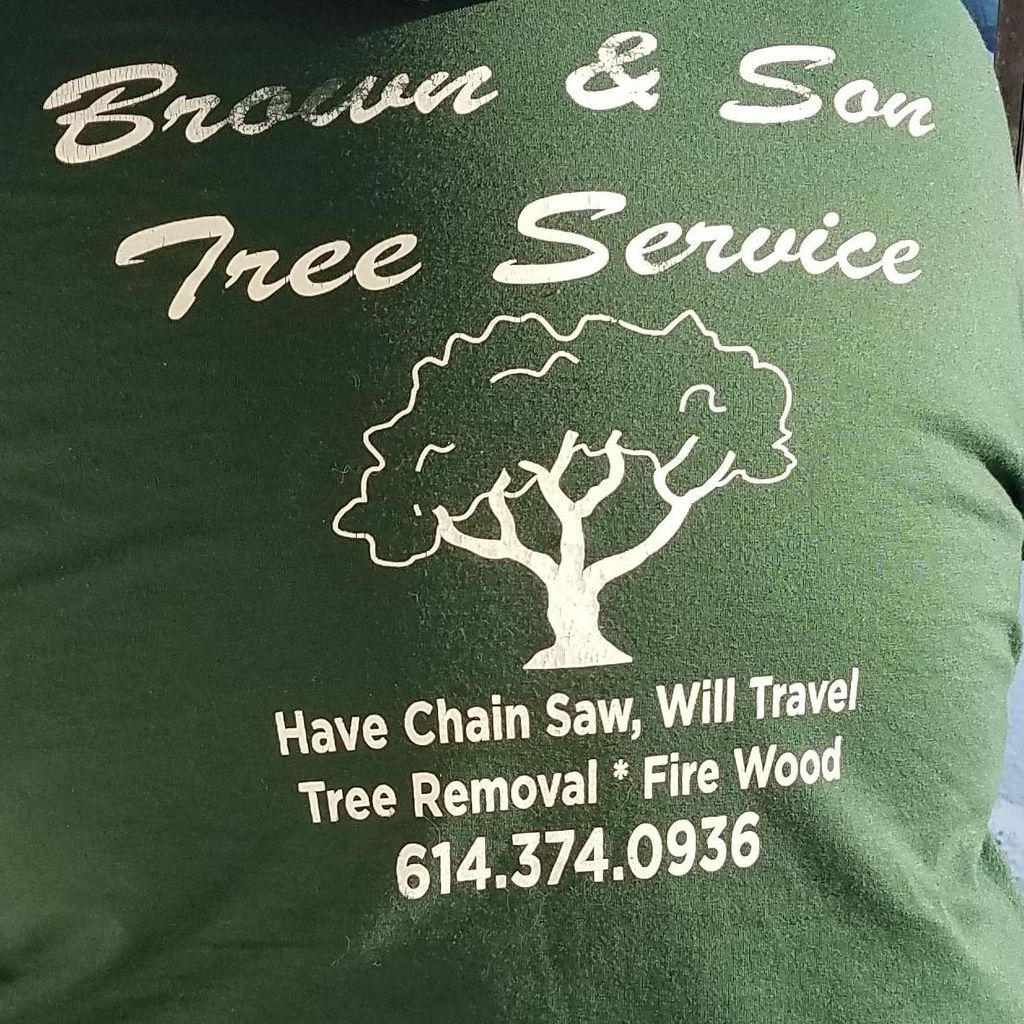 Brown & Son
Tree Service
Have Chain Saw, Will Travel
Tree Removal * Fire Wood
614.374.0936